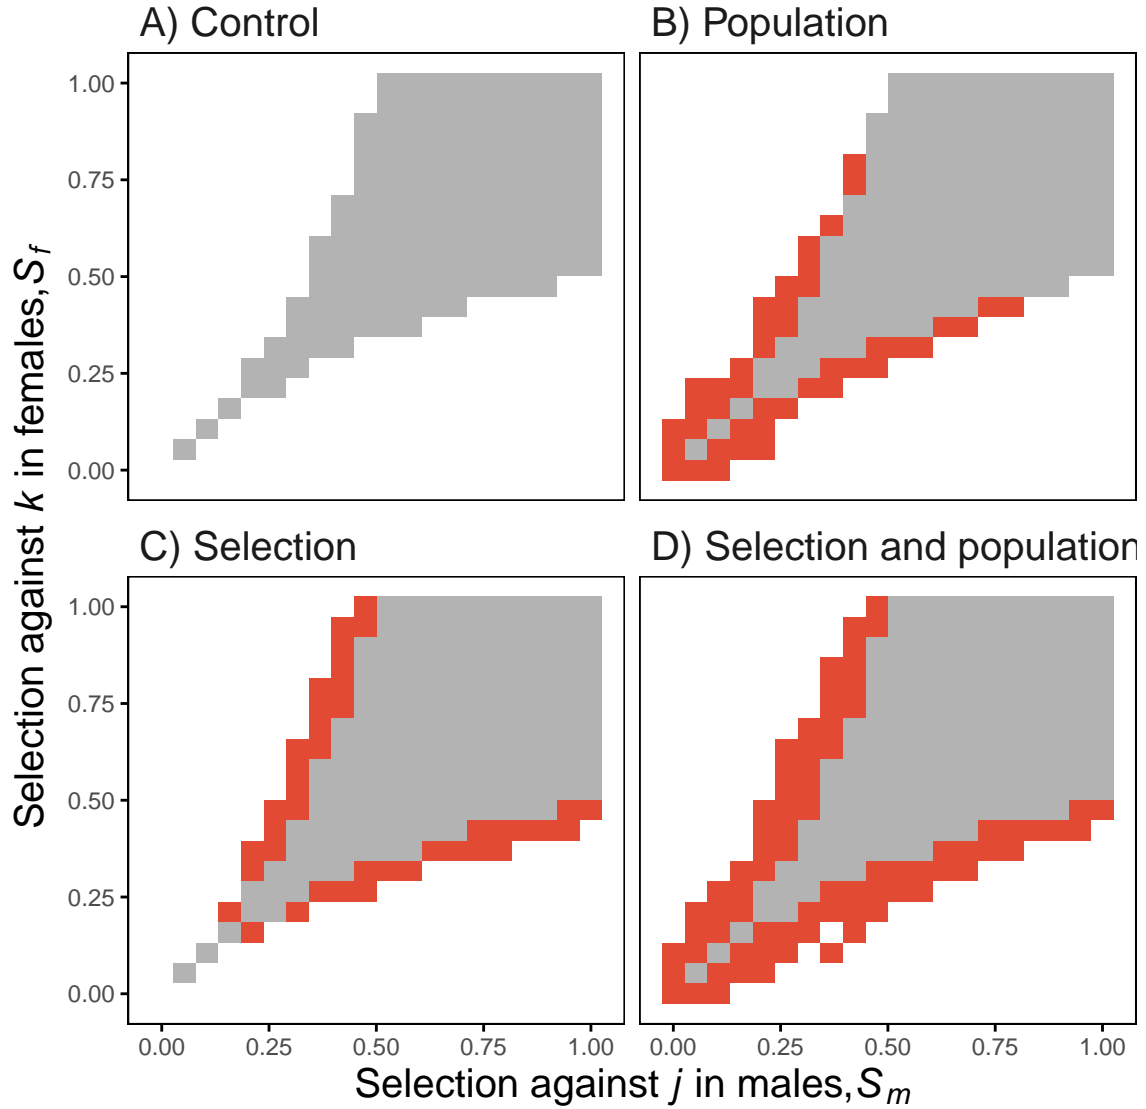 A) Control
B) Population
1.00
0.75
0.50
0.25
0.00
Selection against k in females, Sf
C) Selection
D) Selection and population
1.00
0.75
0.50
0.25
0.00
0.00 0.25 0.50 0.75 1.00
0.00 0.25 0.50 0.75 1.00
Selection against j in males, Sm